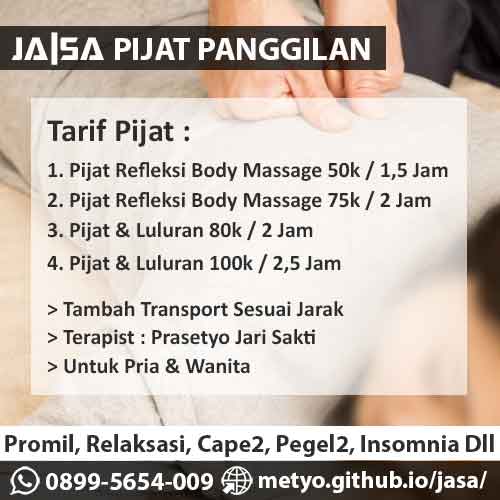 JA|SA PIJAT PANGGILAN
Tarif Pijat :
1. Pijat Refleksi Body Massage 50k / 1,5 Jam
2. Pijat Refleksi Body Massage 75k / 2 Jam
3. Pijat & Luluran 80k / 2 Jam
4. Pijat & Luluran 100k / 2,5 Jam
> Tambah Transport Sesuai Jarak
> Terapist : Prasetyo Jari Sakti
> Untuk Pria & Wanita
Promil, Relaksasi, Cape2, Pegel2, Insomnia Dll
0899-5654-009 metyo.github.io/jasa/